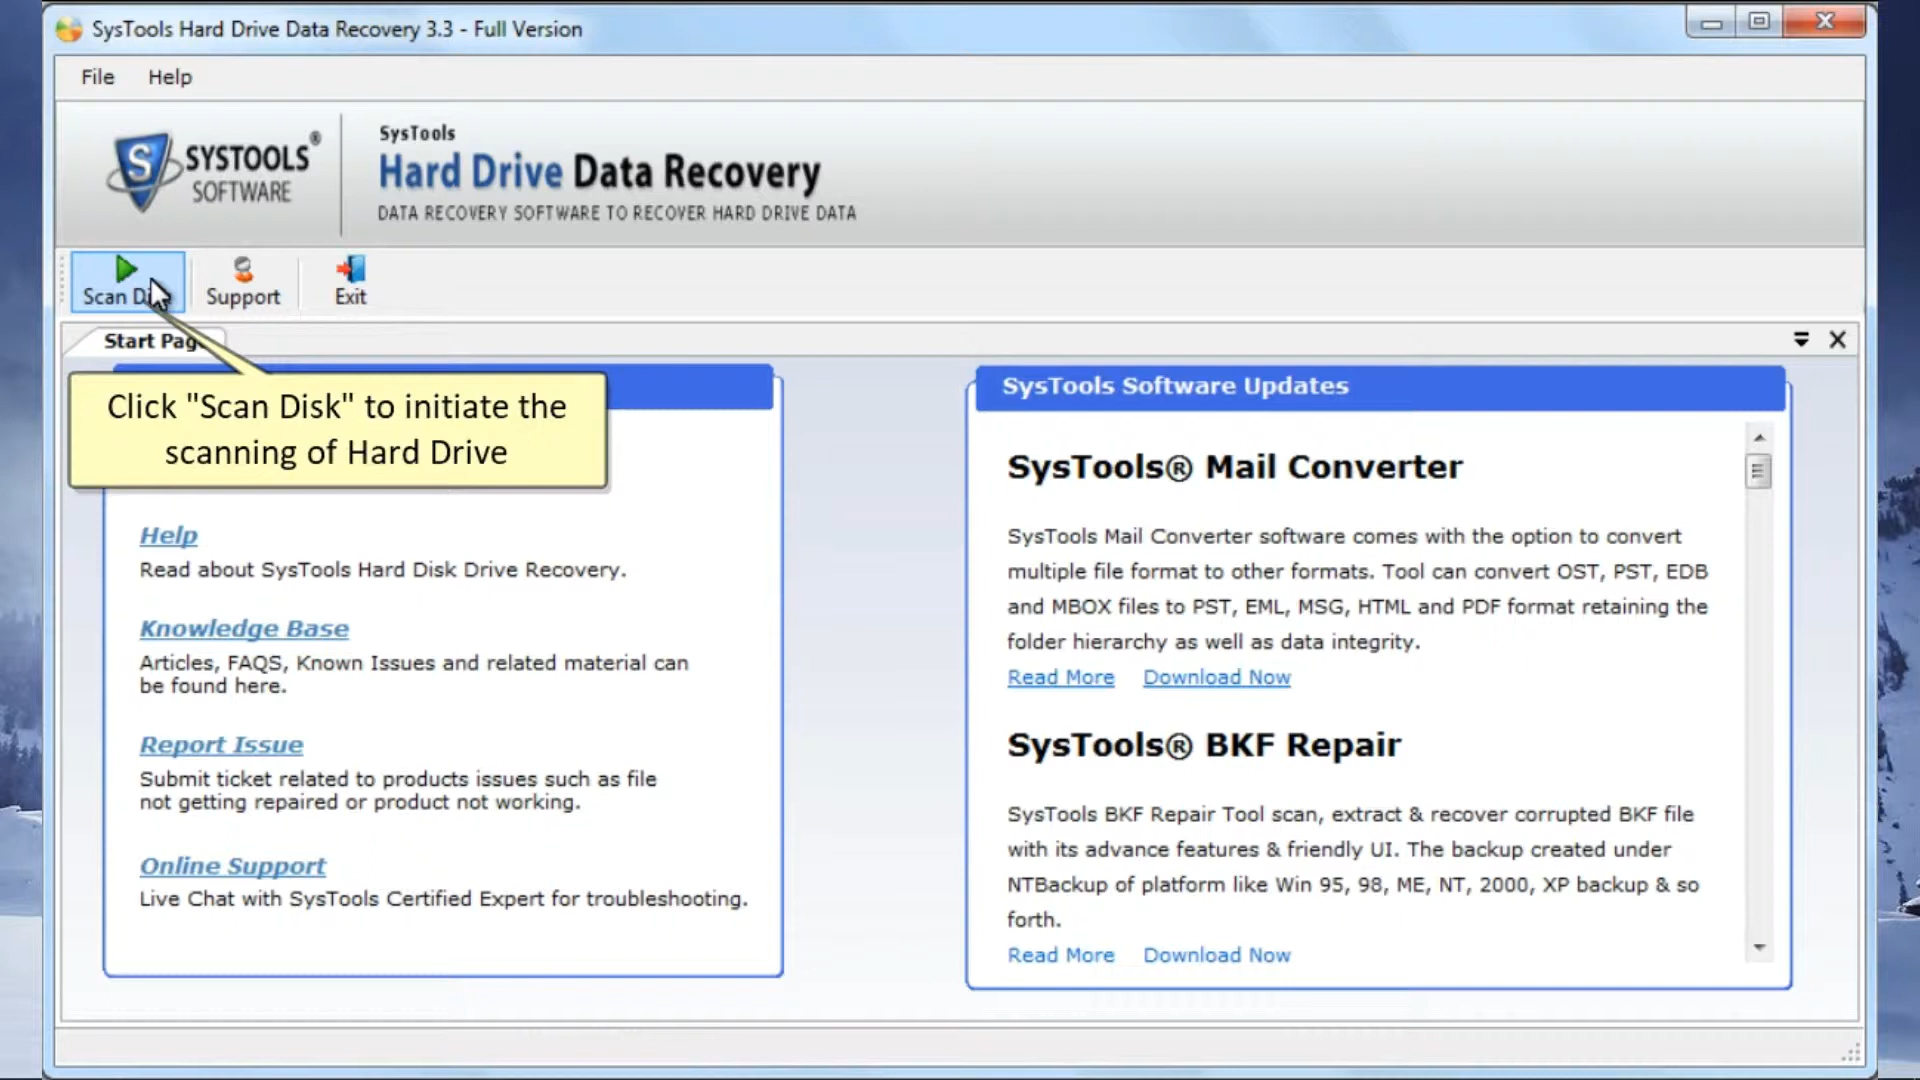 SysTools Hard Drive Data Recovery 3.3 - Full Version
File Help
S SYSTOOLS®
SOFTWARE
SysTools
Hard Drive Data Recovery
DATA RECOVERY SOFTWARE TO RECOVER HARD DRIVE DATA
Scan Support Exit
Start Page
Click "Scan Disk" to initiate the
scanning of Hard Drive
Help
Read about SysTools Hard Disk Drive Recovery.
Knowledge Base
Articles, FAQS, Known Issues and related material can
be found here.
Report Issue
Submit ticket related to products issues such as file
not getting repaired or product not working.
Online Support
Live Chat with SysTools Certified Expert for troubleshooting.
SysTools Software Updates
SysTools® Mail Converter
SysTools Mail Converter software comes with the option to convert
multiple file format to other formats. Tool can convert OST, PST, EDB
and MBOX files to PST, EML, MSG, HTML and PDF format retaining the
folder hierarchy as well as data integrity.
Read More Download Now
SysTools® BKF Repair
SysTools BKF Repair Tool scan, extract & recover corrupted BKF file
with its advance features & friendly UI. The backup created under
NTBackup of platform like Win 95, 98, ME, NT, 2000, XP backup & so
forth.
Read More Download Now